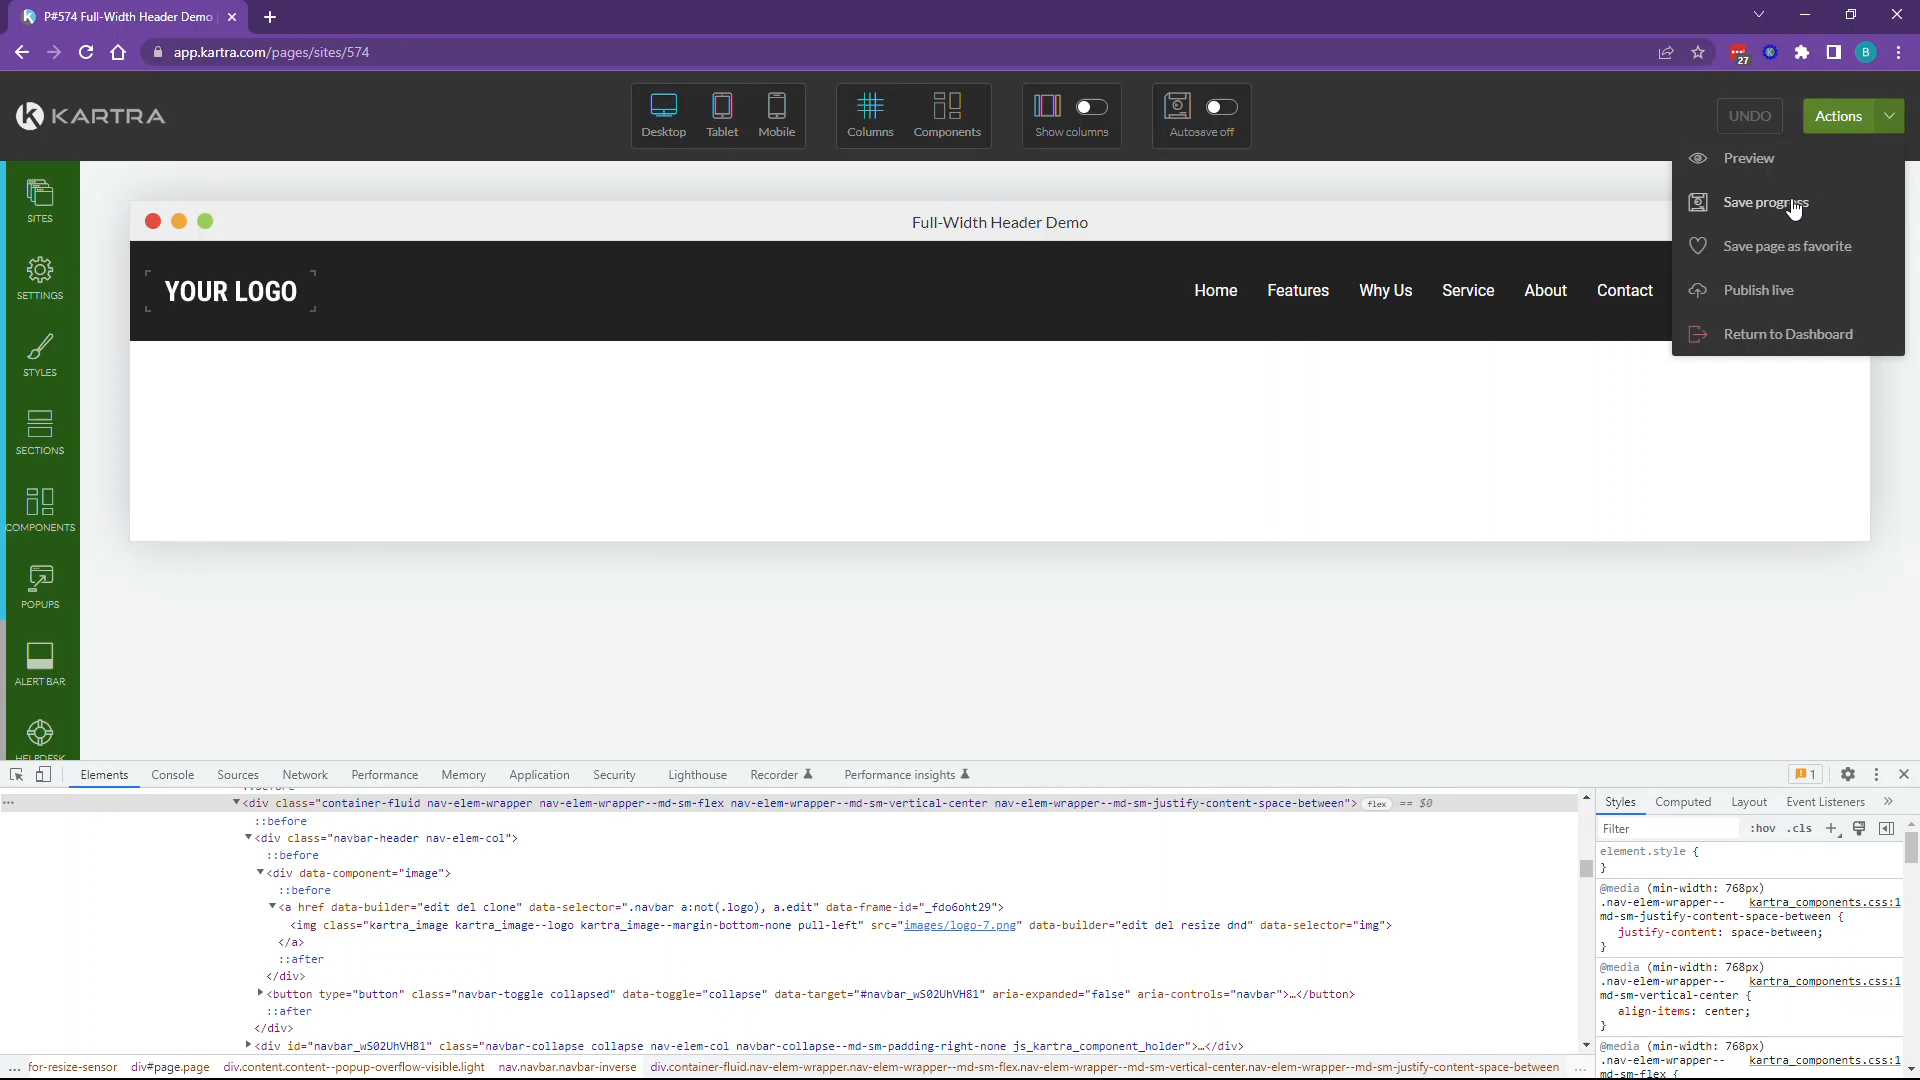 P#574 Full-Width Header Demo
app.kartra.com/pages/sites/574
27
B
KARTRA
Desktop
Tablet
Mobile
Columns
Components
Show columns
Autosave off
UNDO
Actions
Preview
Save progress
Save page as favorite
Publish live
Return to Dashboard
SITES
SETTINGS
STYLES
SECTIONS
COMPONENTS
POPUPS
ALERT BAR
HELPDESK
Full-Width Header Demo
YOUR LOGO
Home
Features
Why Us
Service
About
Contact
Elements
Console
Sources
Network
Performance
Memory
Application
Security
Lighthouse
Recorder
Performance insights
1
::before
<div class="container-fluid nav-elem-wrapper nav-elem-wrapper--md-sm-flex nav-elem-wrapper--md-sm-vertical-center nav-elem-wrapper--md-sm-justify-content-space-between"> flex == $0
::before
<div class="navbar-header nav-elem-col">
::before
<div data-component="image">
::before
<a href data-builder="edit del clone" data-selector=".navbar a:not(.logo), a.edit" data-frame-id="_fdo6oht29">
<img class="kartra_image kartra_image--logo kartra_image--margin-bottom-none pull-left" src="images/logo-7.png" data-builder="edit del resize dnd" data-selector="img">
</a>
::after
</div>
<button type="button" class="navbar-toggle collapsed" data-toggle="collapse" data-target="#navbar_wS02UhVH81" aria-expanded="false" aria-controls="navbar">…</button>
::after
</div>
<div id="navbar_wS02UhVH81" class="navbar-collapse collapse nav-elem-col navbar-collapse--md-sm-padding-right-none js_kartra_component_holder">…</div>
... for-resize-sensor div#page.page div.content.content--popup-overflow-visible.light nav.navbar.navbar-inverse div.container-fluid.nav-elem-wrapper.nav-elem-wrapper--md-sm-flex.nav-elem-wrapper--md-sm-vertical-center.nav-elem-wrapper--md-sm-justify-content-space-between ...
Styles
Computed
Layout
Event Listeners
Filter
:hov
.cls
element.style {
}
@media (min-width: 768px)
.nav-elem-wrapper-- kartra_components.css:1
md-sm-justify-content-space-between {
justify-content: space-between;
}
@media (min-width: 768px)
.nav-elem-wrapper-- kartra_components.css:1
md-sm-vertical-center {
align-items: center;
}
@media (min-width: 768px)
.nav-elem-wrapper-- kartra_components.css:1
md-sm-flex {